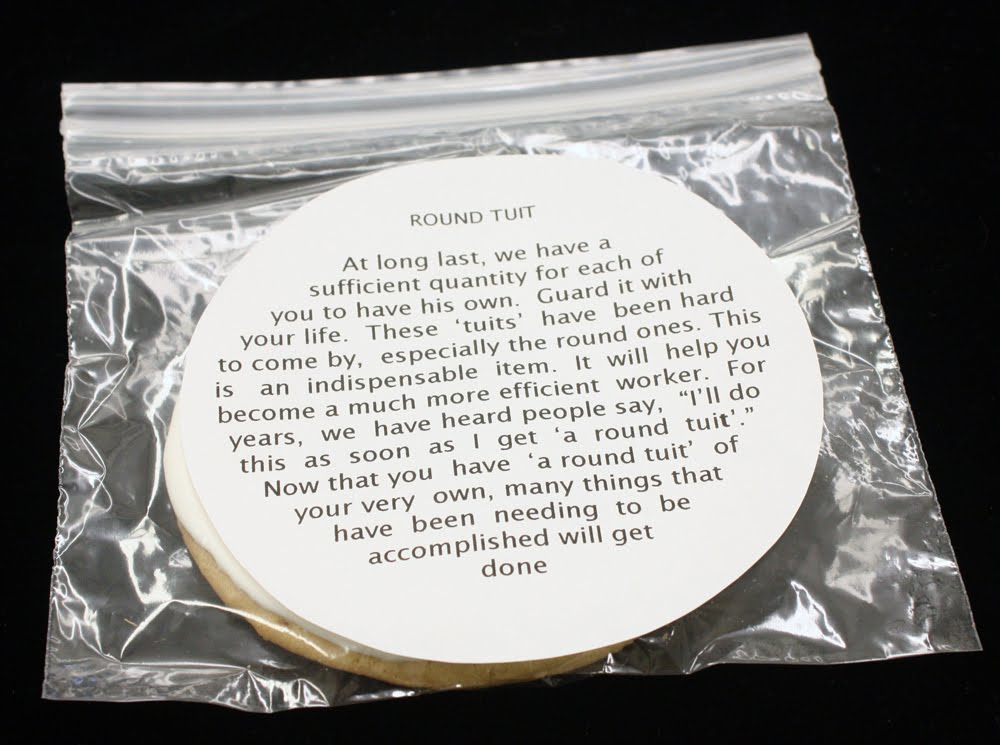 ROUND TUIT
At long last, we have a
sufficient quantity for each of
you to have his own. Guard it with
your life. These 'tuits' have been hard
to come by, especially the round ones. This
is an indispensable item. It will help you
become a much more efficient worker. For
years, we have heard people say, "I'll do
this as soon as I get 'a round tuit'."
Now that you have 'a round tuit' of
your very own, many things that
have been needing to be
accomplished will get
done